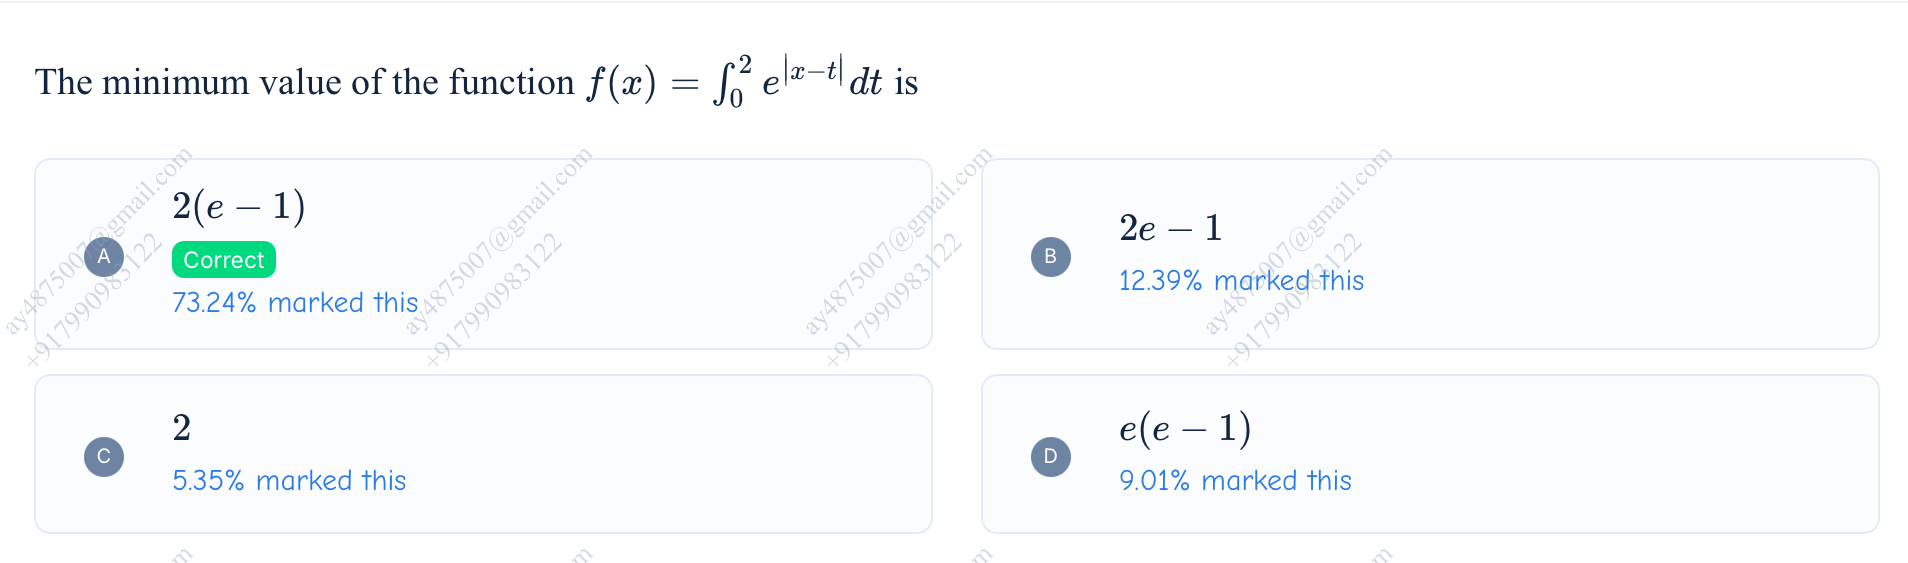 The minimum value of the function f(x) = ∫₀² e^{|x−t|} dt is
A
2(e − 1)
Correct
73.24% marked this
B
2e − 1
12.39% marked this
C
2
5.35% marked this
D
e(e − 1)
9.01% marked this
ay4875007@gmail.com
+917990983122
ay4875007@gmail.com
+917990983122
ay4875007@gmail.com
+917990983122
ay4875007@gmail.com
+917990983122
m
m
m
m